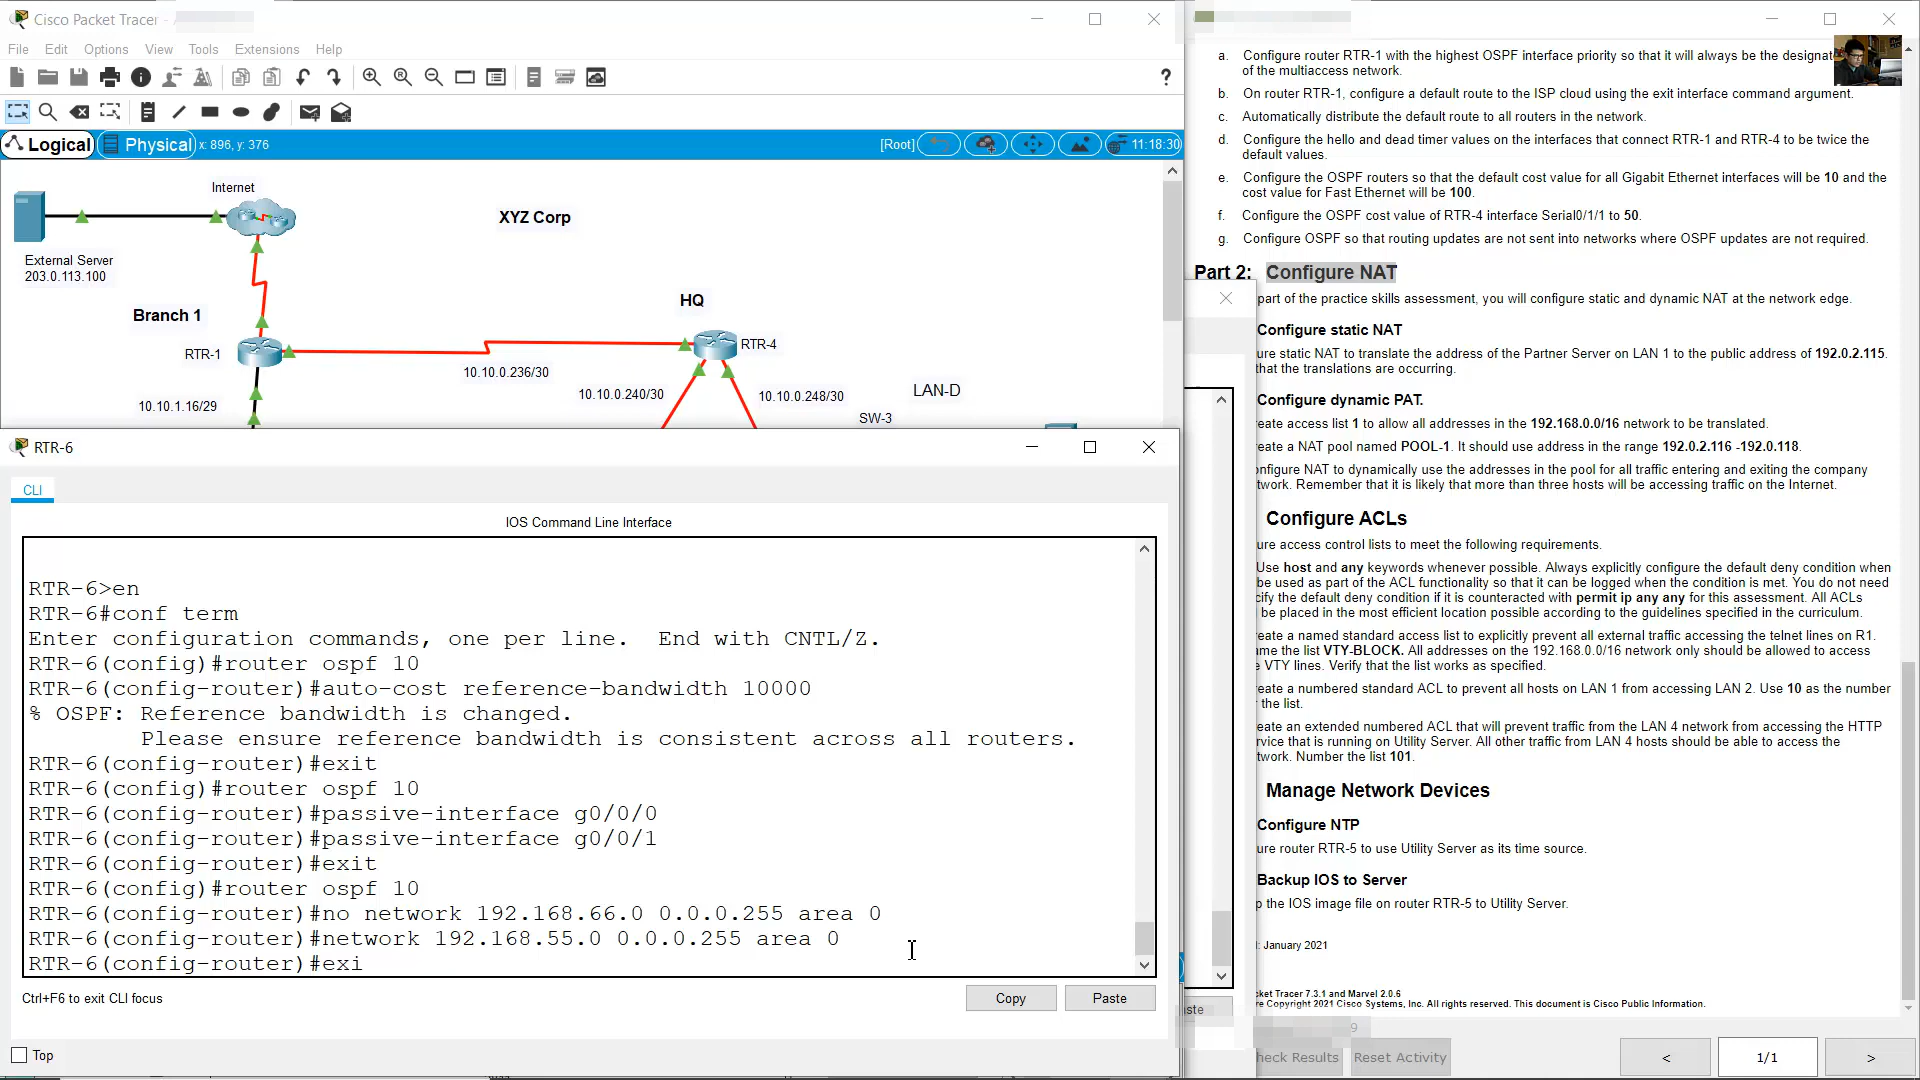 Cisco Packet Tracer -
File Edit Options View Tools Extensions Help
?
Logical Physical x: 896, y: 376 [Root] 11:18:30
Internet
External Server
203.0.113.100
XYZ Corp
Branch 1
HQ
RTR-1
RTR-4
10.10.0.236/30
10.10.1.16/29
10.10.0.240/30
10.10.0.248/30
LAN-D
SW-3
RTR-6
CLI
IOS Command Line Interface
RTR-6>en
RTR-6#conf term
Enter configuration commands, one per line.  End with CNTL/Z.
RTR-6(config)#router ospf 10
RTR-6(config-router)#auto-cost reference-bandwidth 10000
% OSPF: Reference bandwidth is changed.
Please ensure reference bandwidth is consistent across all routers.
RTR-6(config-router)#exit
RTR-6(config)#router ospf 10
RTR-6(config-router)#passive-interface g0/0/0
RTR-6(config-router)#passive-interface g0/0/1
RTR-6(config-router)#exit
RTR-6(config)#router ospf 10
RTR-6(config-router)#no network 192.168.66.0 0.0.0.255 area 0
RTR-6(config-router)#network 192.168.55.0 0.0.0.255 area 0
RTR-6(config-router)#exi
Ctrl+F6 to exit CLI focus
Copy
Paste
Top
a. Configure router RTR-1 with the highest OSPF interface priority so that it will always be the designat
of the multiaccess network.
b. On router RTR-1, configure a default route to the ISP cloud using the exit interface command argument.
c. Automatically distribute the default route to all routers in the network.
d. Configure the hello and dead timer values on the interfaces that connect RTR-1 and RTR-4 to be twice the
default values.
e. Configure the OSPF routers so that the default cost value for all Gigabit Ethernet interfaces will be 10 and the
cost value for Fast Ethernet will be 100.
f. Configure the OSPF cost value of RTR-4 interface Serial0/1/1 to 50.
g. Configure OSPF so that routing updates are not sent into networks where OSPF updates are not required.
Part 2: Configure NAT
part of the practice skills assessment, you will configure static and dynamic NAT at the network edge.
Configure static NAT
ure static NAT to translate the address of the Partner Server on LAN 1 to the public address of 192.0.2.115.
that the translations are occurring.
Configure dynamic PAT.
eate access list 1 to allow all addresses in the 192.168.0.0/16 network to be translated.
eate a NAT pool named POOL-1. It should use address in the range 192.0.2.116 -192.0.118.
onfigure NAT to dynamically use the addresses in the pool for all traffic entering and exiting the company
twork. Remember that it is likely that more than three hosts will be accessing traffic on the Internet.
Configure ACLs
ure access control lists to meet the following requirements.
Use host and any keywords whenever possible. Always explicitly configure the default deny condition when
be used as part of the ACL functionality so that it can be logged when the condition is met. You do not need
cify the default deny condition if it is counteracted with permit ip any any for this assessment. All ACLs
l be placed in the most efficient location possible according to the guidelines specified in the curriculum.
eate a named standard access list to explicitly prevent all external traffic accessing the telnet lines on R1.
ame the list VTY-BLOCK. All addresses on the 192.168.0.0/16 network only should be allowed to access
e VTY lines. Verify that the list works as specified.
eate a numbered standard ACL to prevent all hosts on LAN 1 from accessing LAN 2. Use 10 as the number
the list.
eate an extended numbered ACL that will prevent traffic from the LAN 4 network from accessing the HTTP
rvice that is running on Utility Server. All other traffic from LAN 4 hosts should be able to access the
twork. Number the list 101.
Manage Network Devices
Configure NTP
ure router RTR-5 to use Utility Server as its time source.
Backup IOS to Server
p the IOS image file on router RTR-5 to Utility Server.
: January 2021
cket Tracer 7.3.1 and Marvel 2.0.6
e Copyright 2021 Cisco Systems, Inc. All rights reserved. This document is Cisco Public Information.
ste
9
heck Results
Reset Activity
<
1/1
>